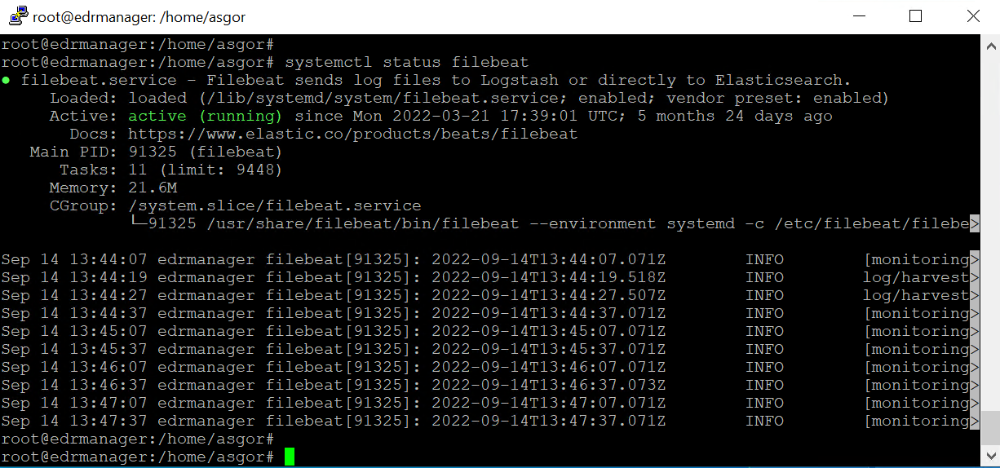 root@edrmanager: /home/asgor
root@edrmanager:/home/asgor#
root@edrmanager:/home/asgor# systemctl status filebeat
● filebeat.service - Filebeat sends log files to Logstash or directly to Elasticsearch.
     Loaded: loaded (/lib/systemd/system/filebeat.service; enabled; vendor preset: enabled)
     Active: active (running) since Mon 2022-03-21 17:39:01 UTC; 5 months 24 days ago
       Docs: https://www.elastic.co/products/beats/filebeat
   Main PID: 91325 (filebeat)
      Tasks: 11 (limit: 9448)
     Memory: 21.6M
     CGroup: /system.slice/filebeat.service
             └─91325 /usr/share/filebeat/bin/filebeat --environment systemd -c /etc/filebeat/filebe>
Sep 14 13:44:07 edrmanager filebeat[91325]: 2022-09-14T13:44:07.071Z        INFO        [monitoring>
Sep 14 13:44:19 edrmanager filebeat[91325]: 2022-09-14T13:44:19.518Z        INFO        log/harvest>
Sep 14 13:44:27 edrmanager filebeat[91325]: 2022-09-14T13:44:27.507Z        INFO        log/harvest>
Sep 14 13:44:37 edrmanager filebeat[91325]: 2022-09-14T13:44:37.071Z        INFO        [monitoring>
Sep 14 13:45:07 edrmanager filebeat[91325]: 2022-09-14T13:45:07.071Z        INFO        [monitoring>
Sep 14 13:45:37 edrmanager filebeat[91325]: 2022-09-14T13:45:37.071Z        INFO        [monitoring>
Sep 14 13:46:07 edrmanager filebeat[91325]: 2022-09-14T13:46:07.071Z        INFO        [monitoring>
Sep 14 13:46:37 edrmanager filebeat[91325]: 2022-09-14T13:46:37.073Z        INFO        [monitoring>
Sep 14 13:47:07 edrmanager filebeat[91325]: 2022-09-14T13:47:07.071Z        INFO        [monitoring>
Sep 14 13:47:37 edrmanager filebeat[91325]: 2022-09-14T13:47:37.071Z        INFO        [monitoring>
root@edrmanager:/home/asgor#
root@edrmanager:/home/asgor#